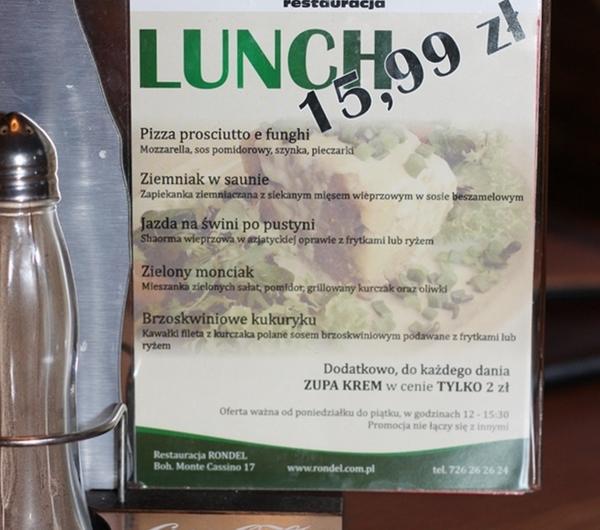 restauracja
LUNCH
15,99 zł
Pizza prosciutto e funghi
Mozzarella, sos pomidorowy, szynka, pieczarki
Ziemniak w saunie
Zapiekanka ziemniaczana z siekanym mięsem wieprzowym w sosie beszamelowym
Jazda na świni po pustyni
Shaorma wieprzowa w azjatyckiej oprawie z frytkami lub ryżem
Zielony monciak
Mieszanka zielonych sałat, pomidor, grillowany kurczak oraz oliwki
Brzoskwiniowe kukuryku
Kawałki fileta z kurczaka polane sosem brzoskwiniowym podawane z frytkami lub
ryżem
Dodatkowo, do każdego dania
ZUPA KREM w cenie TYLKO 2 zł
Oferta ważna od poniedziałku do piątku, w godzinach 12 - 15:30
Promocja nie łączy się z innymi
Restauracja RONDEL
Boh. Monte Cassino 17 www.rondel.com.pl tel. 726 26 26 24